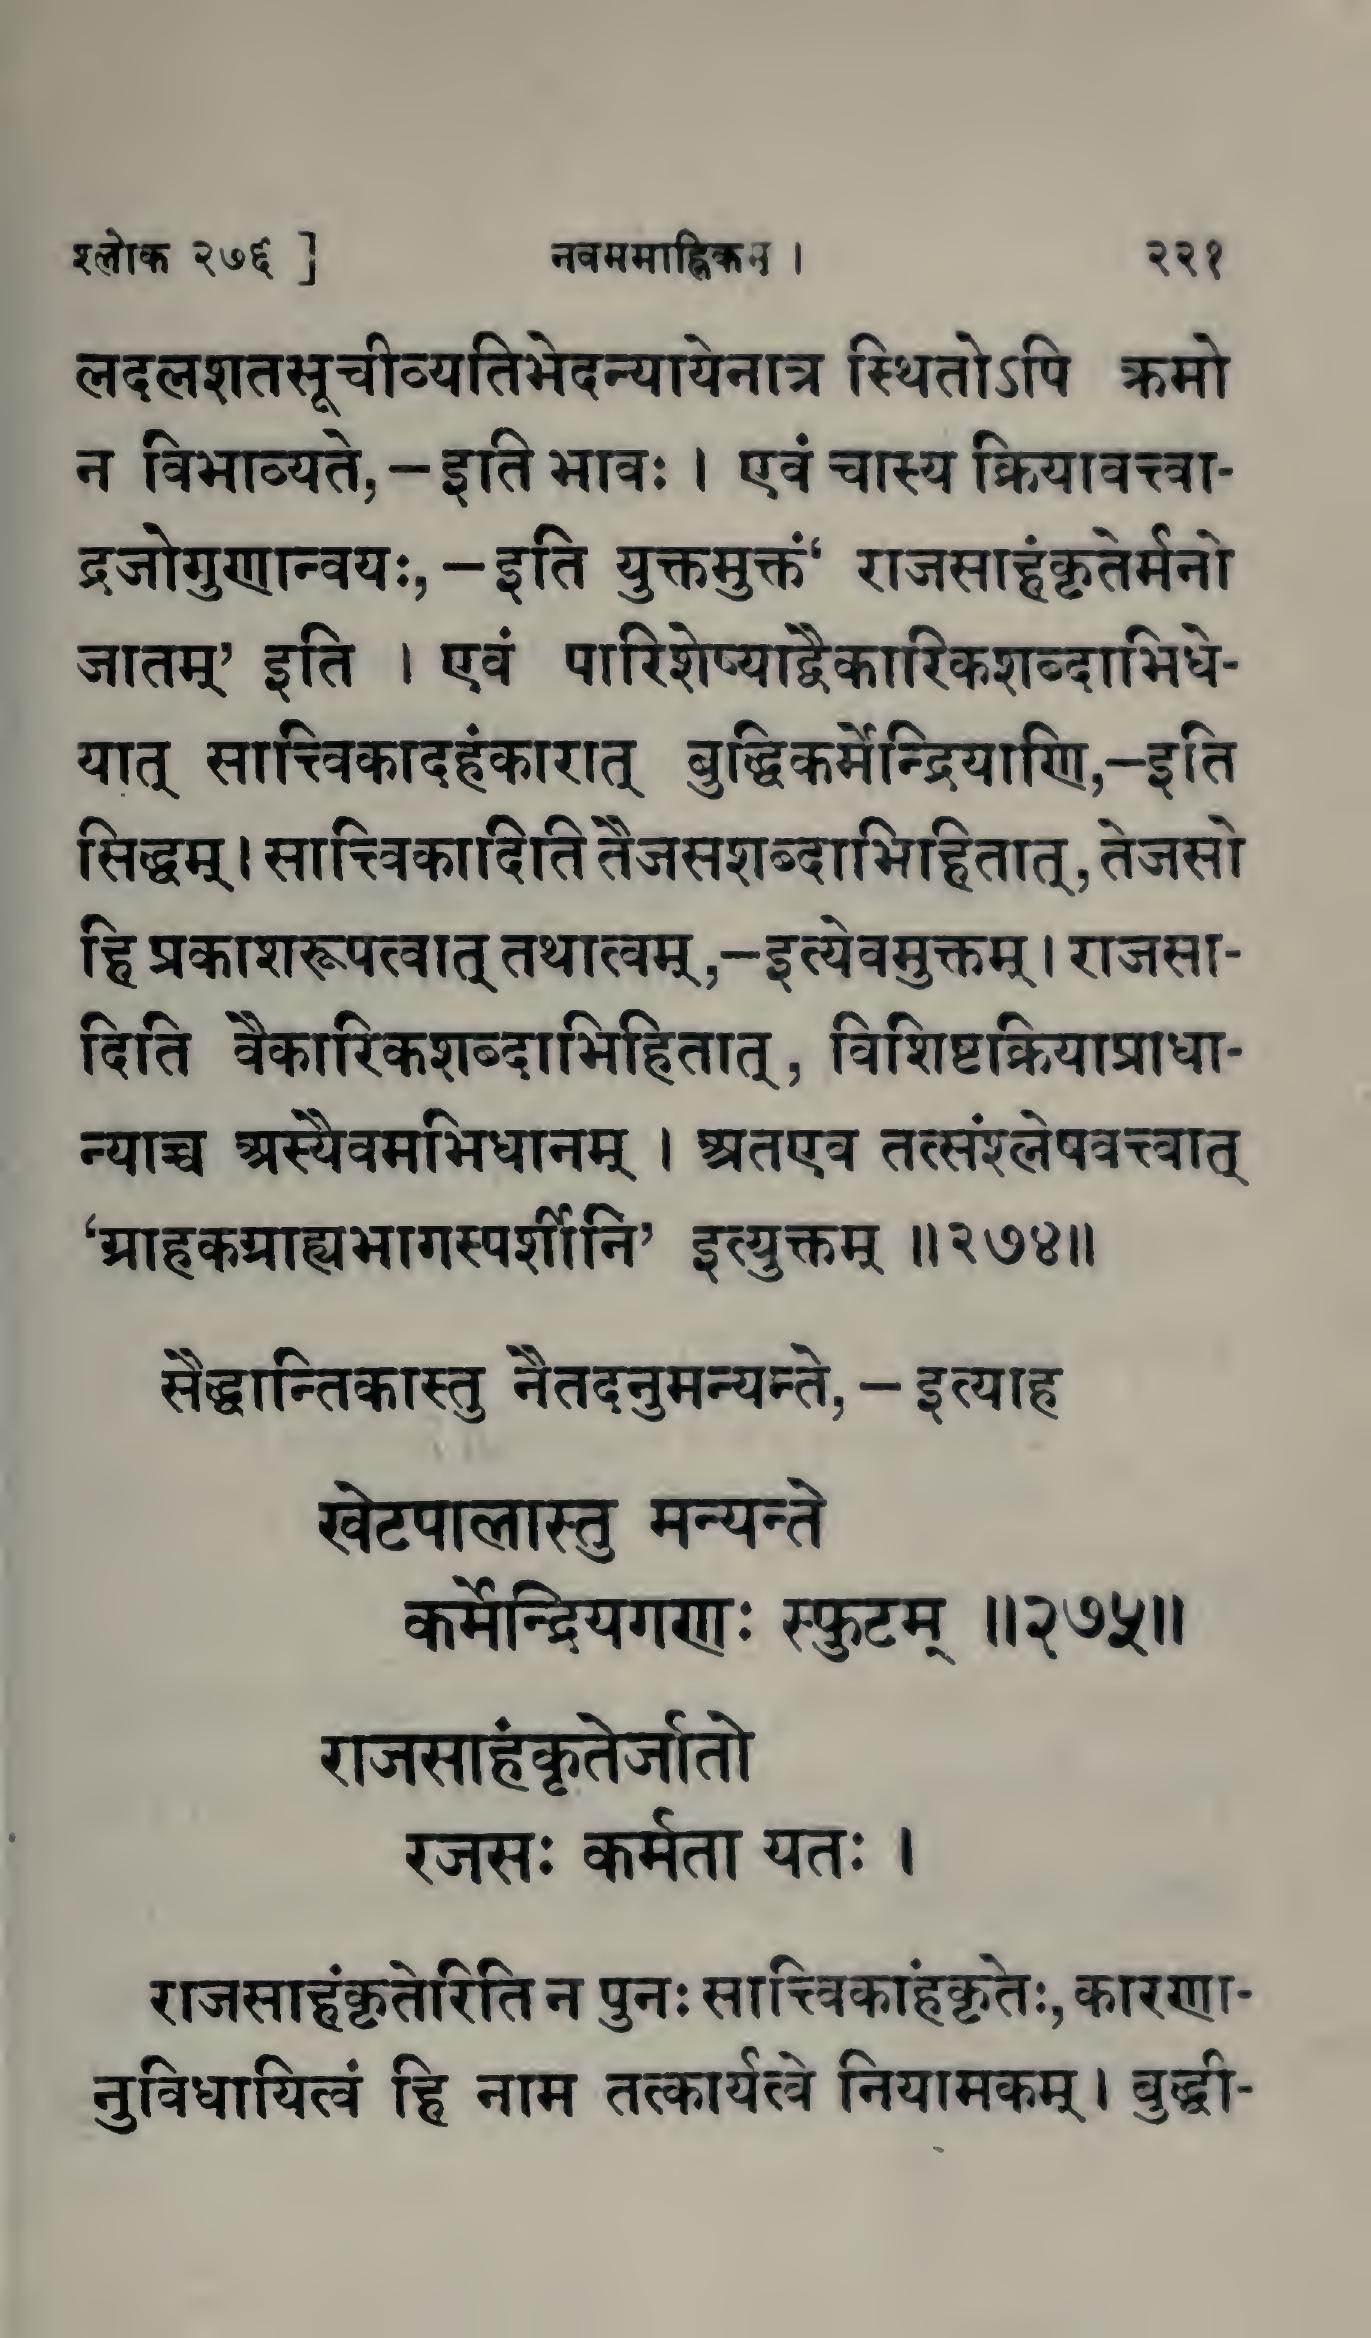 श्लोक २७६ ] नवममाह्निकम् । २२१
लदलशतसूचीव्यतिभेदन्यायेनात्र स्थितोऽपि क्रमो
न विभाव्यते,—इति भावः । एवं चास्य क्रियावत्त्वा-
द्रजोगुणान्वयः,—इति युक्तमुक्तं‘ राजसाहंकृतेर्मनो
जातम्’ इति । एवं पारिशेष्याद्वैकारिकशब्दाभिधे-
यात् सात्त्विकादहंकारात् बुद्धिकर्मेन्द्रियाणि,—इति
सिद्धम् । सात्त्विकादिति तैजसशब्दाभिहितात्, तेजसो
हि प्रकाशरूपत्वात् तथात्वम्,—इत्येवमुक्तम् । राजसा-
दिति वैकारिकशब्दाभिहितात्, विशिष्टक्रियाप्राधा-
न्याच्च अस्यैवमभिधानम् । अतएव तत्संश्लेषवत्त्वात्
‘ग्राहकग्राह्यभागस्पर्शीनि’ इत्युक्तम् ॥२७४॥
सैद्धान्तिकास्तु नैतदनुमन्यन्ते,—इत्याह
खेटपालास्तु मन्यन्ते
कर्मेन्द्रियगणः स्फुटम् ॥२७५॥
राजसाहंकृतेर्जातो
रजसः कर्मता यतः ।
राजसाहंकृतेरिति न पुनः सात्त्विकांहंकृतेः, कारणा-
नुविधायित्वं हि नाम तत्कार्यत्वे नियामकम् । बुद्धी-